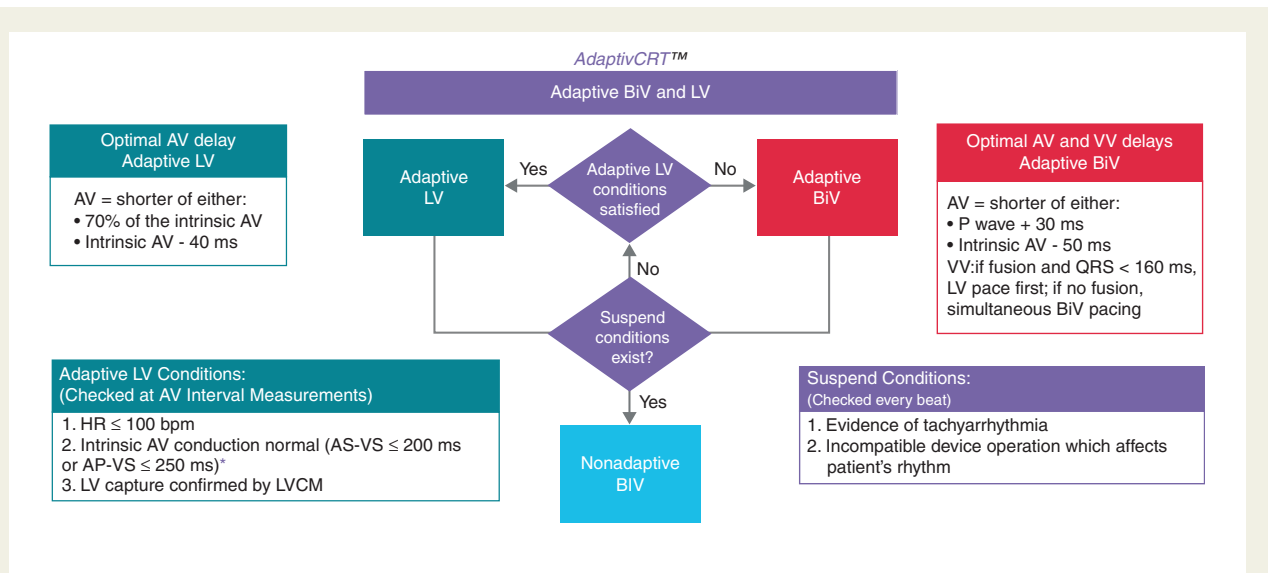 AdaptivCRT™
Adaptive BiV and LV
Optimal AV delay
Adaptive LV
AV = shorter of either:
• 70% of the intrinsic AV
• Intrinsic AV - 40 ms
Adaptive
LV
Yes
Adaptive LV
conditions
satisfied
No
Adaptive
BiV
Optimal AV and VV delays
Adaptive BiV
AV = shorter of either:
• P wave + 30 ms
• Intrinsic AV - 50 ms
VV:if fusion and QRS < 160 ms,
LV pace first; if no fusion,
simultaneous BiV pacing
No
Suspend
conditions
exist?
Yes
Nonadaptive
BIV
Adaptive LV Conditions:
(Checked at AV Interval Measurements)
1. HR ≤ 100 bpm
2. Intrinsic AV conduction normal (AS-VS ≤ 200 ms
or AP-VS ≤ 250 ms)*
3. LV capture confirmed by LVCM
Suspend Conditions:
(Checked every beat)
1. Evidence of tachyarrhythmia
2. Incompatible device operation which affects
patient's rhythm